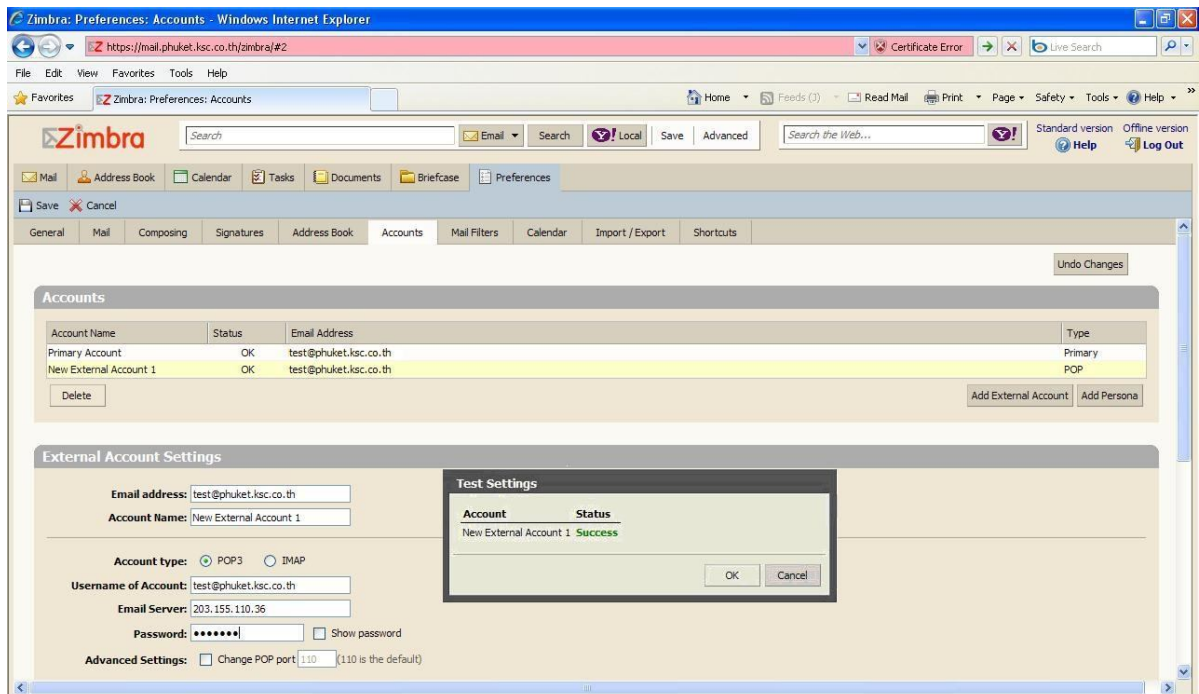 Zimbra: Preferences: Accounts - Windows Internet Explorer
https://mail.phuket.ksc.co.th/zimbra/#2 Certificate Error Live Search
File Edit View Favorites Tools Help
Favorites Zimbra: Preferences: Accounts Home Feeds (J) Read Mail Print Page Safety Tools Help »
Zimbra Search Email Search Y! Local Save Advanced Search the Web... Y! Standard version Offline version
Help Log Out
Mail Address Book Calendar Tasks Documents Briefcase Preferences
Save Cancel
General Mail Composing Signatures Address Book Accounts Mail Filters Calendar Import / Export Shortcuts
Undo Changes
Accounts
Account Name Status Email Address Type
Primary Account OK test@phuket.ksc.co.th Primary
New External Account 1 OK test@phuket.ksc.co.th POP
Delete Add External Account Add Persona
External Account Settings
Email address: test@phuket.ksc.co.th
Account Name: New External Account 1
Account type: POP3 IMAP
Username of Account: test@phuket.ksc.co.th
Email Server: 203.155.110.36
Password: ••••••• Show password
Advanced Settings: Change POP port 110 (110 is the default)
Test Settings
Account Status
New External Account 1 Success
OK Cancel